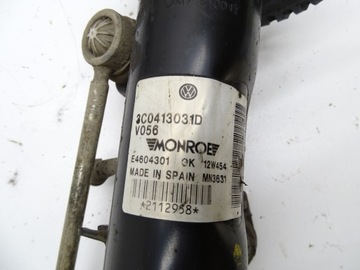 3C0413031D
V056
MONROE
E4604301 OK 12W454
MADE IN SPAIN MN3631
*2112958*